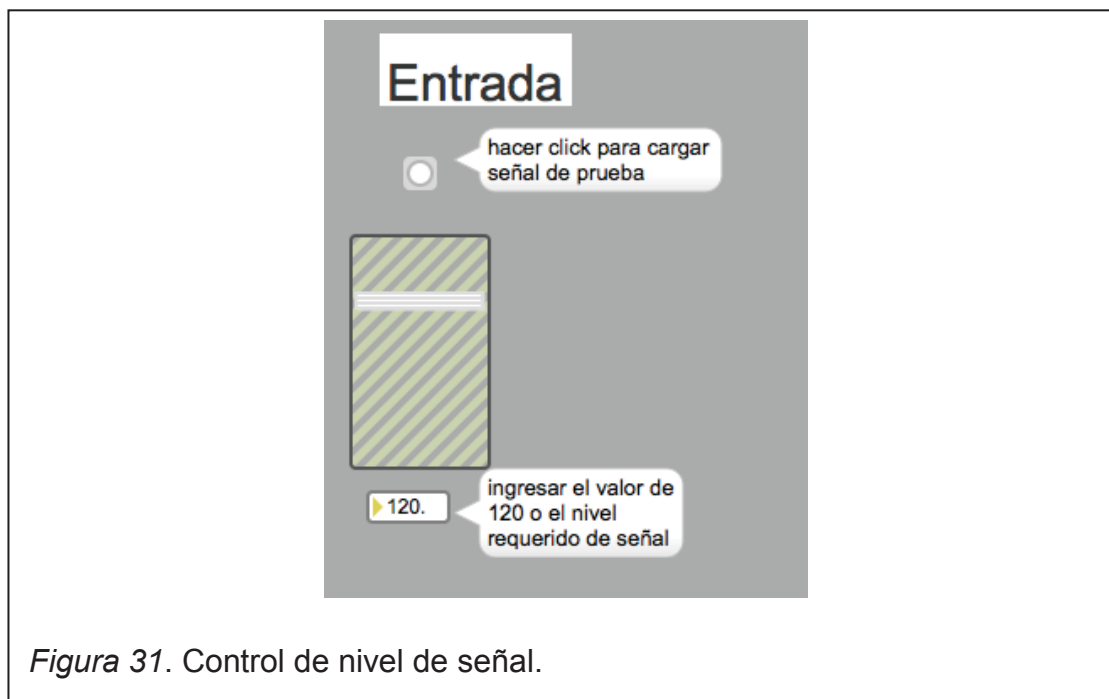 Entrada
hacer click para cargar
señal de prueba
120.
ingresar el valor de
120 o el nivel
requerido de señal
Figura 31. Control de nivel de señal.